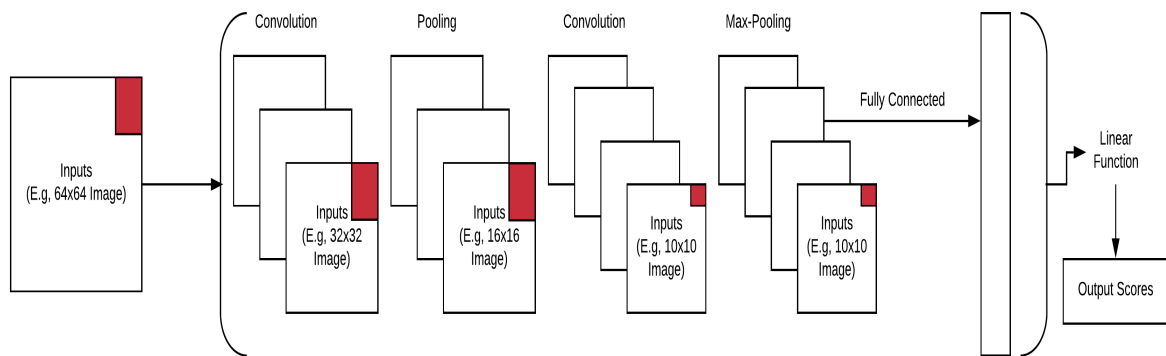 Convolution
Pooling
Convolution
Max-Pooling
Inputs
(E.g, 64x64 Image)
Inputs
(E.g, 32x32
Image)
Inputs
(E.g, 16x16
Image)
Inputs
(E.g, 10x10
Image)
Inputs
(E.g, 10x10
Image)
Fully Connected
Linear
Function
Output Scores